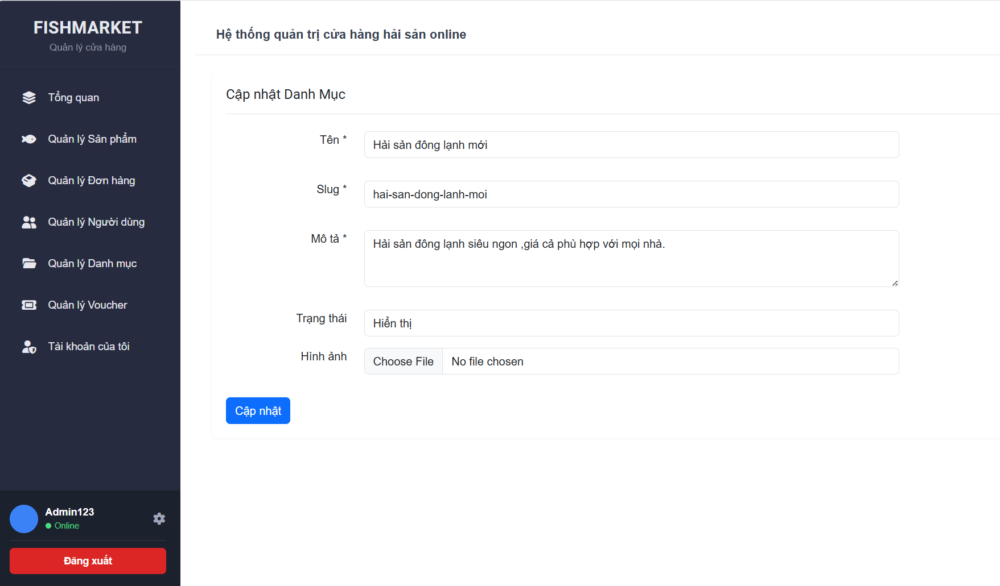 FISHMARKET
Quản lý cửa hàng
Tổng quan
Quản lý Sản phẩm
Quản lý Đơn hàng
Quản lý Người dùng
Quản lý Danh mục
Quản lý Voucher
Tài khoản của tôi
Admin123
Online
Đăng xuất
Hệ thống quản trị cửa hàng hải sản online
Cập nhật Danh Mục
Tên *
Hải sản đông lạnh mới
Slug *
hai-san-dong-lanh-moi
Mô tả *
Hải sản đông lạnh siêu ngon ,giá cả phù hợp với mọi nhà.
Trạng thái
Hiển thị
Hình ảnh
Choose File No file chosen
Cập nhật